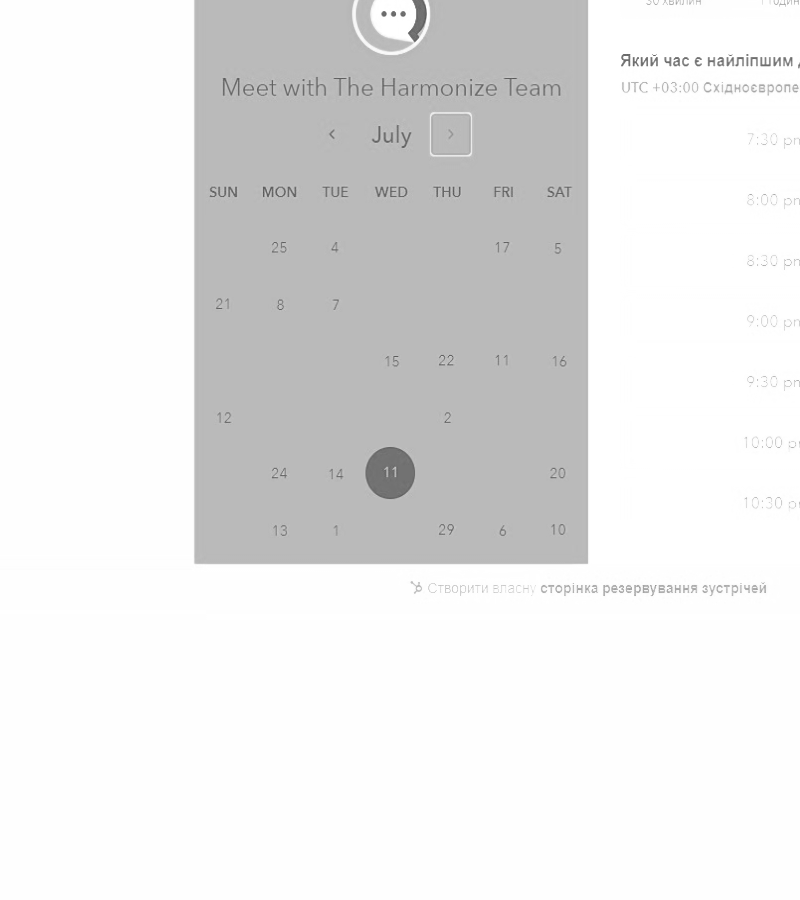 30 хвилин 1 годин
Meet with The Harmonize Team
July
SUN MON TUE WED THU FRI SAT
25 4 17 5
21 8 7
15 22 11 16
12 2
24 14 11 20
13 1 29 6 10
Який час є найліпшим
UTC +03:00 Східноєвропе
7:30 pm
8:00 pm
8:30 pm
9:00 pm
9:30 pm
10:00 pm
10:30 pm
Створити власну сторінка резервування зустрічей